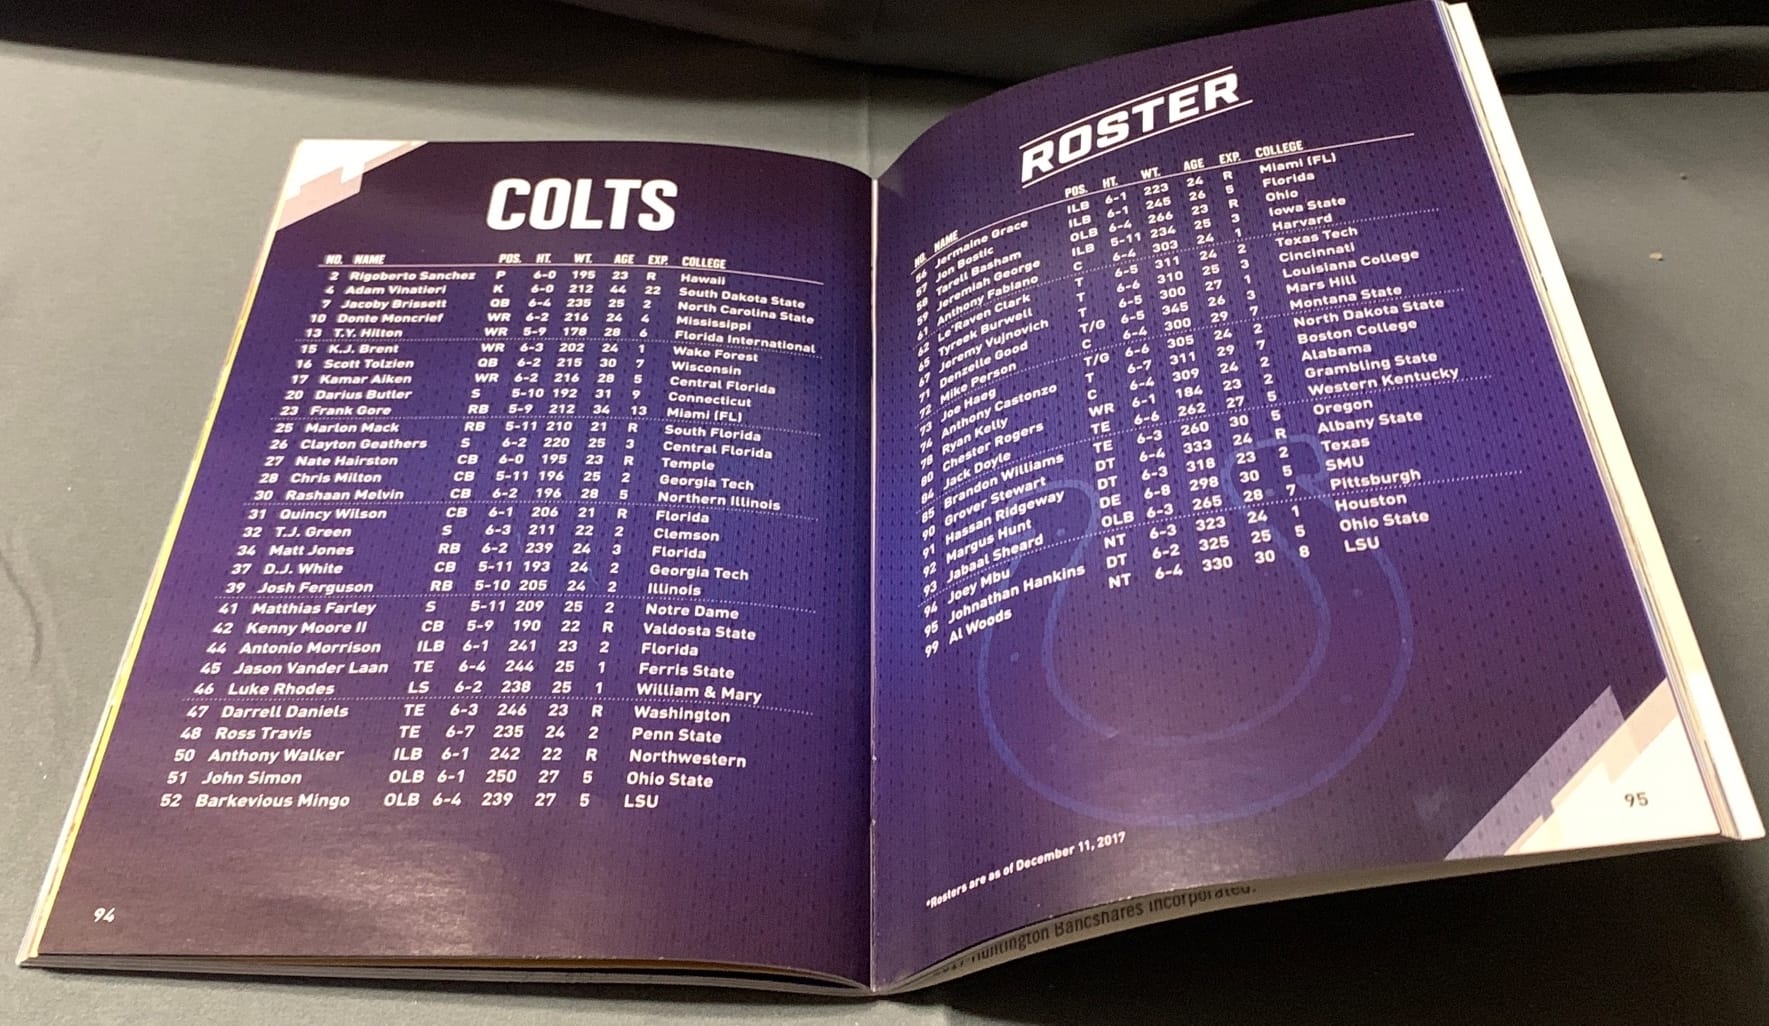 COLTS
NO. NAME POS. HT. WT. AGE EXP. COLLEGE
2 Rigoberto Sanchez P 6-0 195 23 R Hawaii
4 Adam Vinatieri K 6-0 212 44 22 South Dakota State
7 Jacoby Brissett QB 6-4 235 25 2 North Carolina State
10 Donte Moncrief WR 6-2 216 24 4 Mississippi
13 T.Y. Hilton WR 5-9 178 28 6 Florida International
15 K.J. Brent WR 6-3 202 24 1 Wake Forest
16 Scott Tolzien QB 6-2 215 30 7 Wisconsin
17 Kamar Aiken WR 6-2 216 28 5 Central Florida
20 Darius Butler S 5-10 192 31 9 Connecticut
23 Frank Gore RB 5-9 212 34 13 Miami (FL)
25 Marlon Mack RB 5-11 210 21 R South Florida
26 Clayton Geathers S 6-2 220 25 3 Central Florida
27 Nate Hairston CB 6-0 195 23 R Temple
28 Chris Milton CB 5-11 196 25 2 Georgia Tech
30 Rashaan Melvin CB 6-2 196 28 5 Northern Illinois
31 Quincy Wilson CB 6-1 206 21 R Florida
32 T.J. Green S 6-3 211 22 2 Clemson
34 Matt Jones RB 6-2 239 24 3 Florida
37 D.J. White CB 5-11 193 24 2 Georgia Tech
39 Josh Ferguson RB 5-10 205 24 2 Illinois
41 Matthias Farley S 5-11 209 25 2 Notre Dame
42 Kenny Moore II CB 5-9 190 22 R Valdosta State
44 Antonio Morrison ILB 6-1 241 23 2 Florida
45 Jason Vander Laan TE 6-4 244 25 1 Ferris State
46 Luke Rhodes LS 6-2 238 25 1 William & Mary
47 Darrell Daniels TE 6-3 246 23 R Washington
48 Ross Travis TE 6-7 235 24 2 Penn State
50 Anthony Walker ILB 6-1 242 22 R Northwestern
51 John Simon OLB 6-1 250 27 5 Ohio State
52 Barkevious Mingo OLB 6-4 239 27 5 LSU
94
ROSTER
NO. NAME POS. HT. WT. AGE EXP. COLLEGE
56 Jermaine Grace ILB 6-1 223 24 R Miami (FL)
57 Jon Bostic ILB 6-1 245 26 5 Florida
58 Tarell Basham OLB 6-4 266 23 R Ohio
59 Jeremiah George ILB 5-11 234 25 3 Iowa State
61 Anthony Fabiano C 6-4 303 24 1 Harvard
62 Le'Raven Clark T 6-5 311 24 2 Texas Tech
65 Tyreek Burwell T 6-6 310 25 3 Cincinnati
67 Jeremy Vujnovich T 6-5 300 27 1 Louisiana College
71 Denzelle Good T/G 6-5 345 26 3 Mars Hill
72 Mike Person C 6-4 300 29 7 Montana State
73 Joe Haeg T/G 6-6 305 24 2 North Dakota State
74 Anthony Castonzo T 6-7 311 29 7 Boston College
78 Ryan Kelly C 6-4 309 24 2 Alabama
80 Chester Rogers WR 6-1 184 23 2 Grambling State
84 Jack Doyle TE 6-6 262 27 5 Western Kentucky
85 Brandon Williams TE 6-3 260 30 5 Oregon
90 Grover Stewart DT 6-4 333 24 R Albany State
91 Hassan Ridgeway DT 6-3 318 23 2 Texas
92 Margus Hunt DE 6-8 298 30 5 SMU
93 Jabaal Sheard OLB 6-3 265 28 7 Pittsburgh
94 Joey Mbu NT 6-3 323 24 1 Houston
95 Johnathan Hankins DT 6-2 325 25 5 Ohio State
99 Al Woods NT 6-4 330 30 8 LSU
*Rosters are as of December 11, 2017
95
Huntington Bancshares Incorporated.